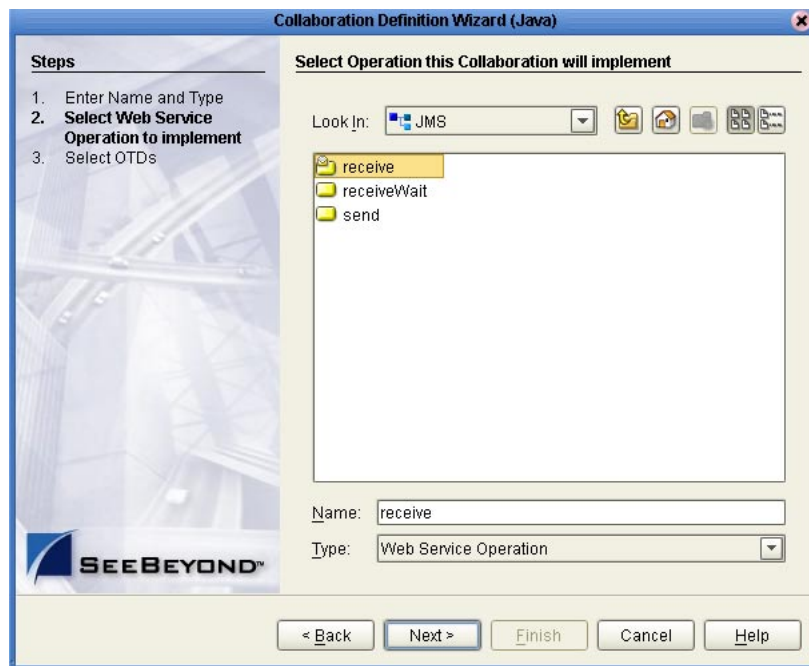 Collaboration Definition Wizard (Java)
Steps
1. Enter Name and Type
2. Select Web Service
Operation to implement
3. Select OTDs
Select Operation this Collaboration will implement
Look In: JMS
receive
receiveWait
send
Name: receive
Type: Web Service Operation
SEEBEYOND™
< Back Next > Finish Cancel Help